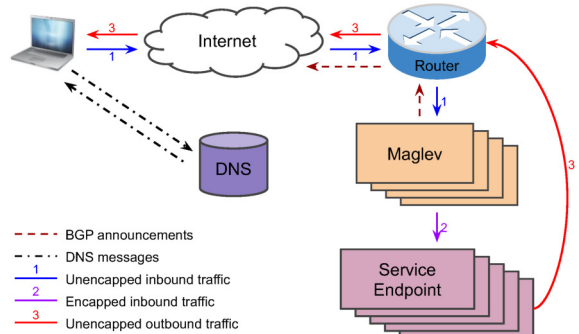 3
3
Internet
1
1
Router
1
Maglev
DNS
3
2
BGP announcements
DNS messages
Service
Endpoint
1
Unencapped inbound traffic
2
Encapped inbound traffic
3
Unencapped outbound traffic